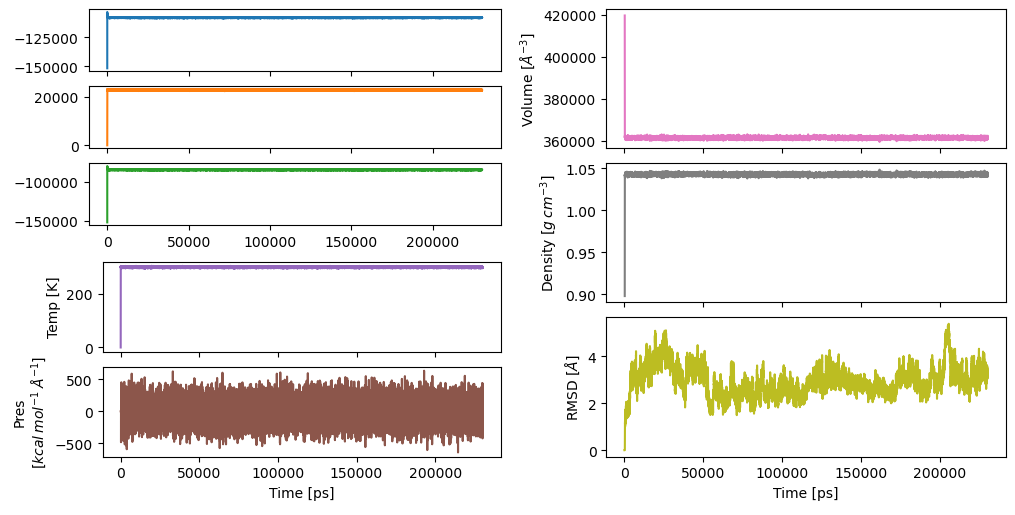 −125000
−150000
20000
0
−100000
−150000
0 50000 100000 150000 200000
Temp [K]
200
0
Pres
[kcal mol⁻¹ Å⁻¹]
500
0
−500
0 50000 100000 150000 200000
Time [ps]
Volume [Å⁻³]
420000
400000
380000
360000
Density [g cm⁻³]
1.05
1.00
0.95
0.90
RMSD [Å]
4
2
0
0 50000 100000 150000 200000
Time [ps]